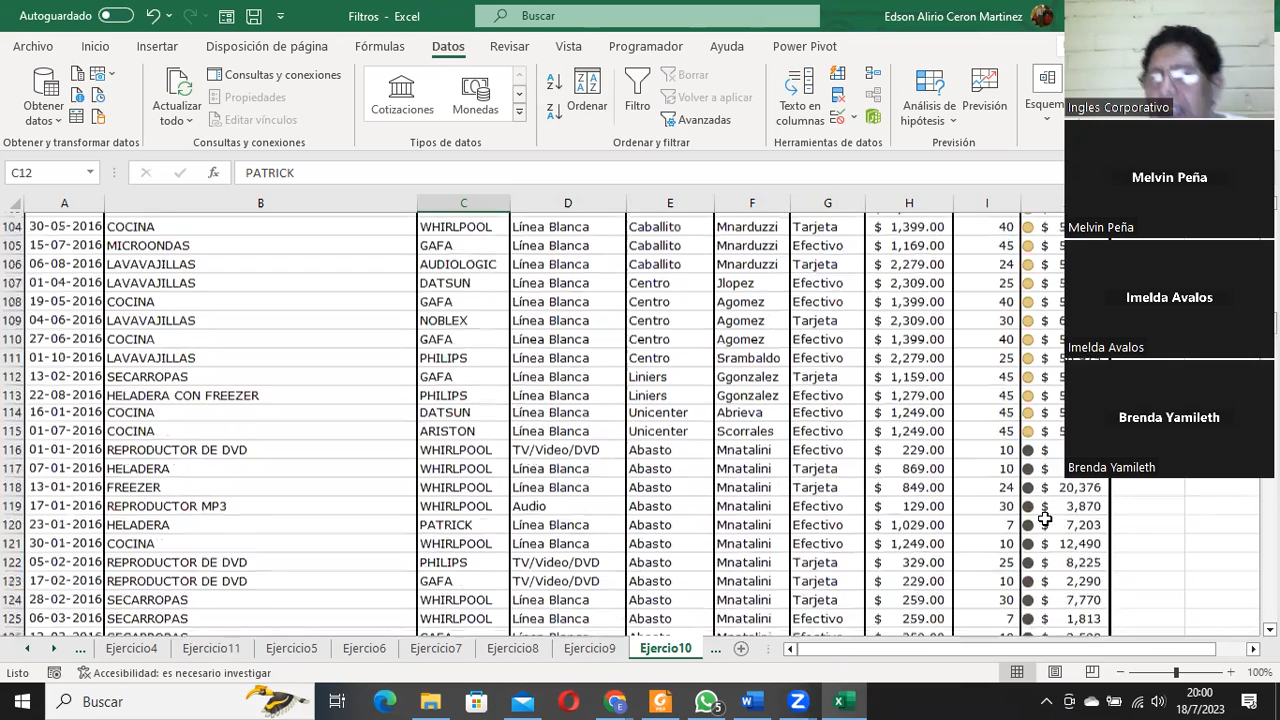 Autoguardado Filtros - Excel Buscar Edson Alirio Ceron Martinez
Archivo Inicio Insertar Disposición de página Fórmulas Datos Revisar Vista Programador Ayuda Power Pivot
Obtener datos Actualizar todo Consultas y conexiones Propiedades Editar vínculos Cotizaciones Monedas Ordenar Filtro Borrar Volver a aplicar Avanzadas Texto en columnas Análisis de hipótesis Previsión Esquem
Obtener y transformar datos Consultas y conexiones Tipos de datos Ordenar y filtrar Herramientas de datos Previsión
C12 fx PATRICK
A B C D E F G H I
104 30-05-2016 COCINA WHIRLPOOL Línea Blanca Caballito Mnarduzzi Tarjeta $ 1,399.00 40 $
105 15-07-2016 MICROONDAS GAFA Línea Blanca Caballito Mnarduzzi Efectivo $ 1,169.00 45 $
106 06-08-2016 LAVAVAJILLAS AUDIOLOGIC Línea Blanca Caballito Mnarduzzi Tarjeta $ 2,279.00 24 $
107 01-04-2016 LAVAVAJILLAS DATSUN Línea Blanca Centro Jlopez Efectivo $ 2,309.00 25 $
108 19-05-2016 COCINA GAFA Línea Blanca Centro Agomez Efectivo $ 1,399.00 40 $
109 04-06-2016 LAVAVAJILLAS NOBLEX Línea Blanca Centro Agomez Tarjeta $ 2,309.00 30 $
110 27-06-2016 COCINA GAFA Línea Blanca Centro Agomez Efectivo $ 1,399.00 40 $
111 01-10-2016 LAVAVAJILLAS PHILIPS Línea Blanca Centro Srambaldo Efectivo $ 2,279.00 25 $
112 13-02-2016 SECARROPAS GAFA Línea Blanca Liniers Ggonzalez Tarjeta $ 1,159.00 45 $
113 22-08-2016 HELADERA CON FREEZER PHILIPS Línea Blanca Liniers Ggonzalez Efectivo $ 1,279.00 45 $
114 16-01-2016 COCINA DATSUN Línea Blanca Unicenter Abrieva Tarjeta $ 1,249.00 45 $
115 01-07-2016 COCINA ARISTON Línea Blanca Unicenter Scorrales Efectivo $ 1,249.00 45 $
116 01-01-2016 REPRODUCTOR DE DVD WHIRLPOOL TV/Video/DVD Abasto Mnatalini Efectivo $ 229.00 10 $
117 07-01-2016 HELADERA WHIRLPOOL Línea Blanca Abasto Mnatalini Tarjeta $ 869.00 10 $
118 13-01-2016 FREEZER WHIRLPOOL Línea Blanca Abasto Mnatalini Tarjeta $ 849.00 24 $ 20,376
119 17-01-2016 REPRODUCTOR MP3 WHIRLPOOL Audio Abasto Mnatalini Tarjeta $ 129.00 30 $ 3,870
120 23-01-2016 HELADERA PATRICK Línea Blanca Abasto Mnatalini Efectivo $ 1,029.00 7 $ 7,203
121 30-01-2016 COCINA WHIRLPOOL Línea Blanca Abasto Mnatalini Efectivo $ 1,249.00 10 $ 12,490
122 05-02-2016 REPRODUCTOR DE DVD PHILIPS TV/Video/DVD Abasto Mnatalini Tarjeta $ 329.00 25 $ 8,225
123 17-02-2016 REPRODUCTOR DE DVD GAFA TV/Video/DVD Abasto Mnatalini Tarjeta $ 229.00 10 $ 2,290
124 28-02-2016 SECARROPAS WHIRLPOOL Línea Blanca Abasto Mnatalini Tarjeta $ 259.00 30 $ 7,770
125 06-03-2016 SECARROPAS WHIRLPOOL Línea Blanca Abasto Mnatalini Efectivo $ 259.00 7 $ 1,813
Ingles Corporativo
Melvin Peña
Melvin Peña
Imelda Avalos
Imelda Avalos
Brenda Yamileth
Brenda Yamileth
... Ejercicio4 Ejercicio11 Ejercicio5 Ejercio6 Ejercicio7 Ejercicio8 Ejercicio9 Ejercio10 ...
Listo Accesibilidad: es necesario investigar 100%
Buscar 5 20:00
18/7/2023